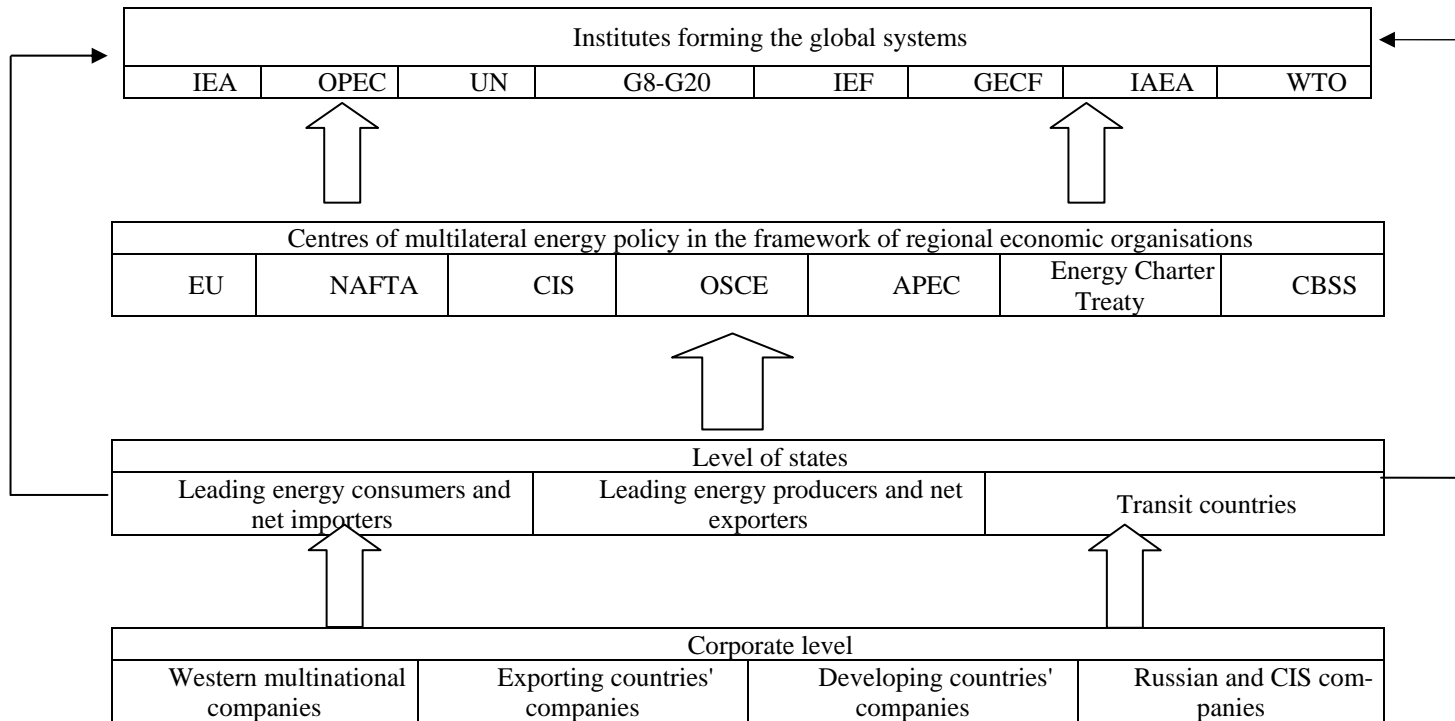 Institutes forming the global systems
IEA OPEC UN G8-G20 IEF GECF IAEA WTO
Centres of multilateral energy policy in the framework of regional economic organisations
EU NAFTA CIS OSCE APEC Energy Charter Treaty CBSS
Level of states
Leading energy consumers and
net importers
Leading energy producers and net
exporters
Transit countries
Corporate level
Western multinational
companies
Exporting countries'
companies
Developing countries'
companies
Russian and CIS com-
panies